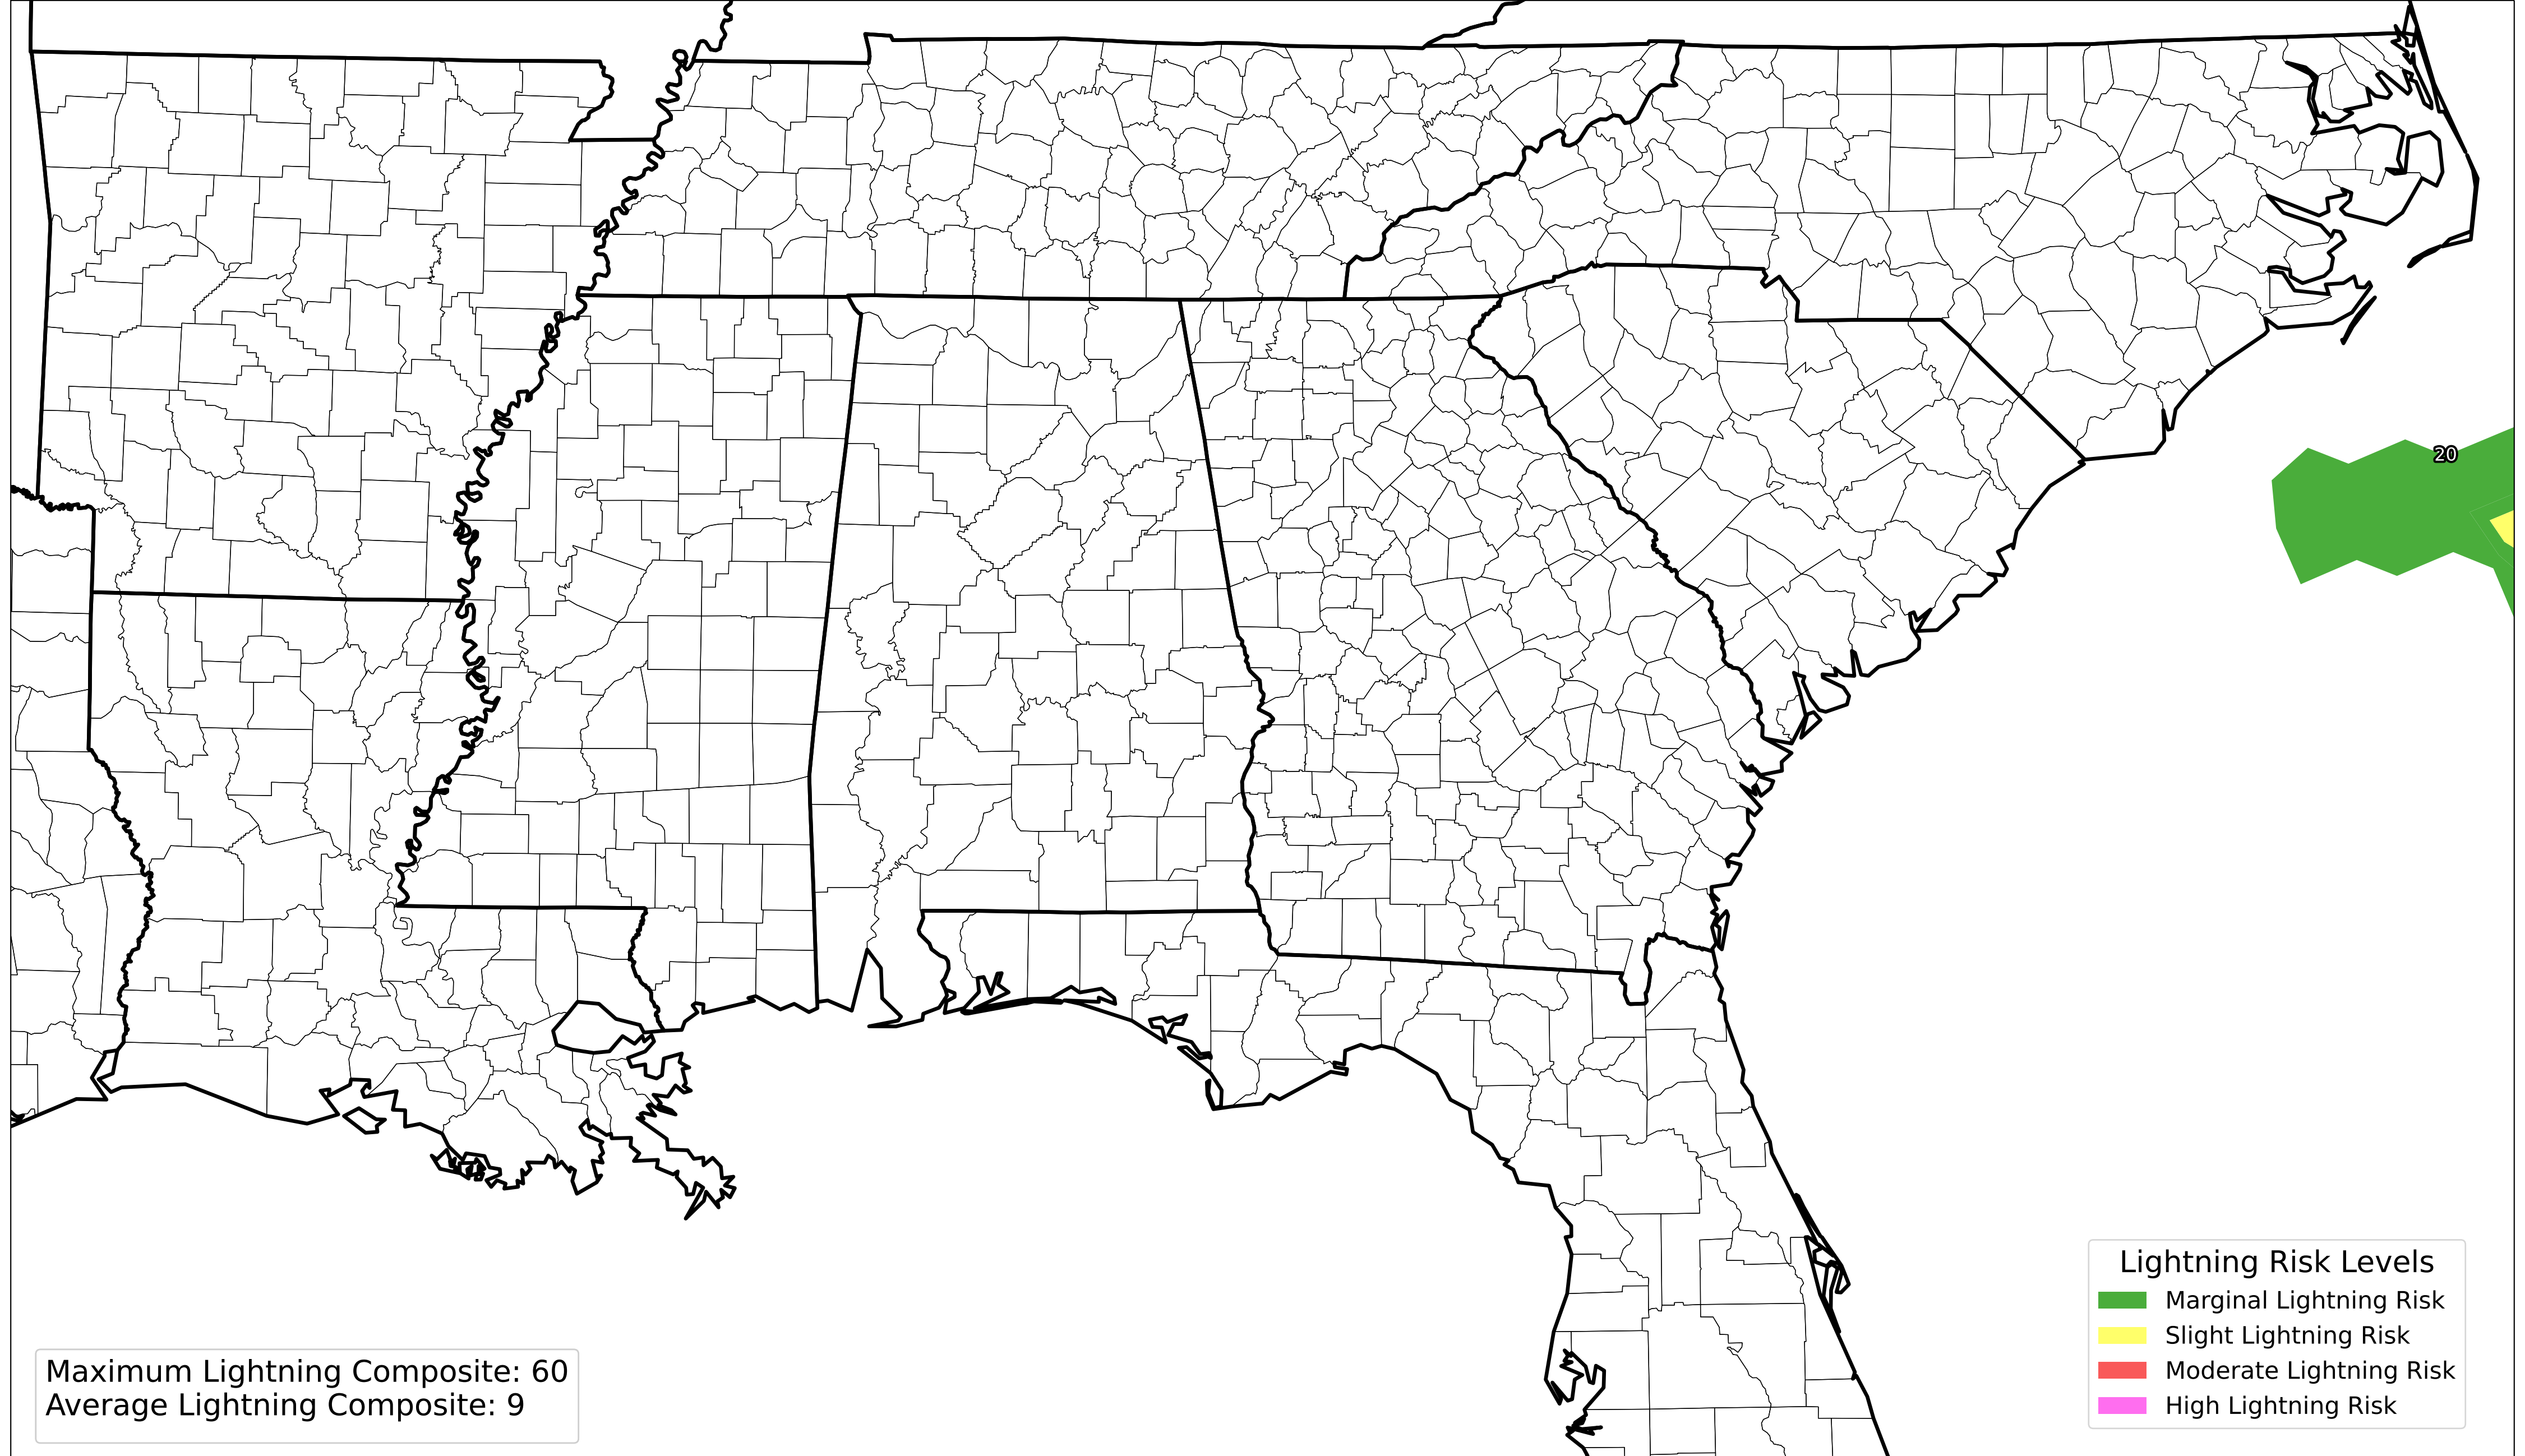 20
Lightning Risk Levels
Marginal Lightning Risk
Slight Lightning Risk
Moderate Lightning Risk
High Lightning Risk
Maximum Lightning Composite: 60
Average Lightning Composite: 9